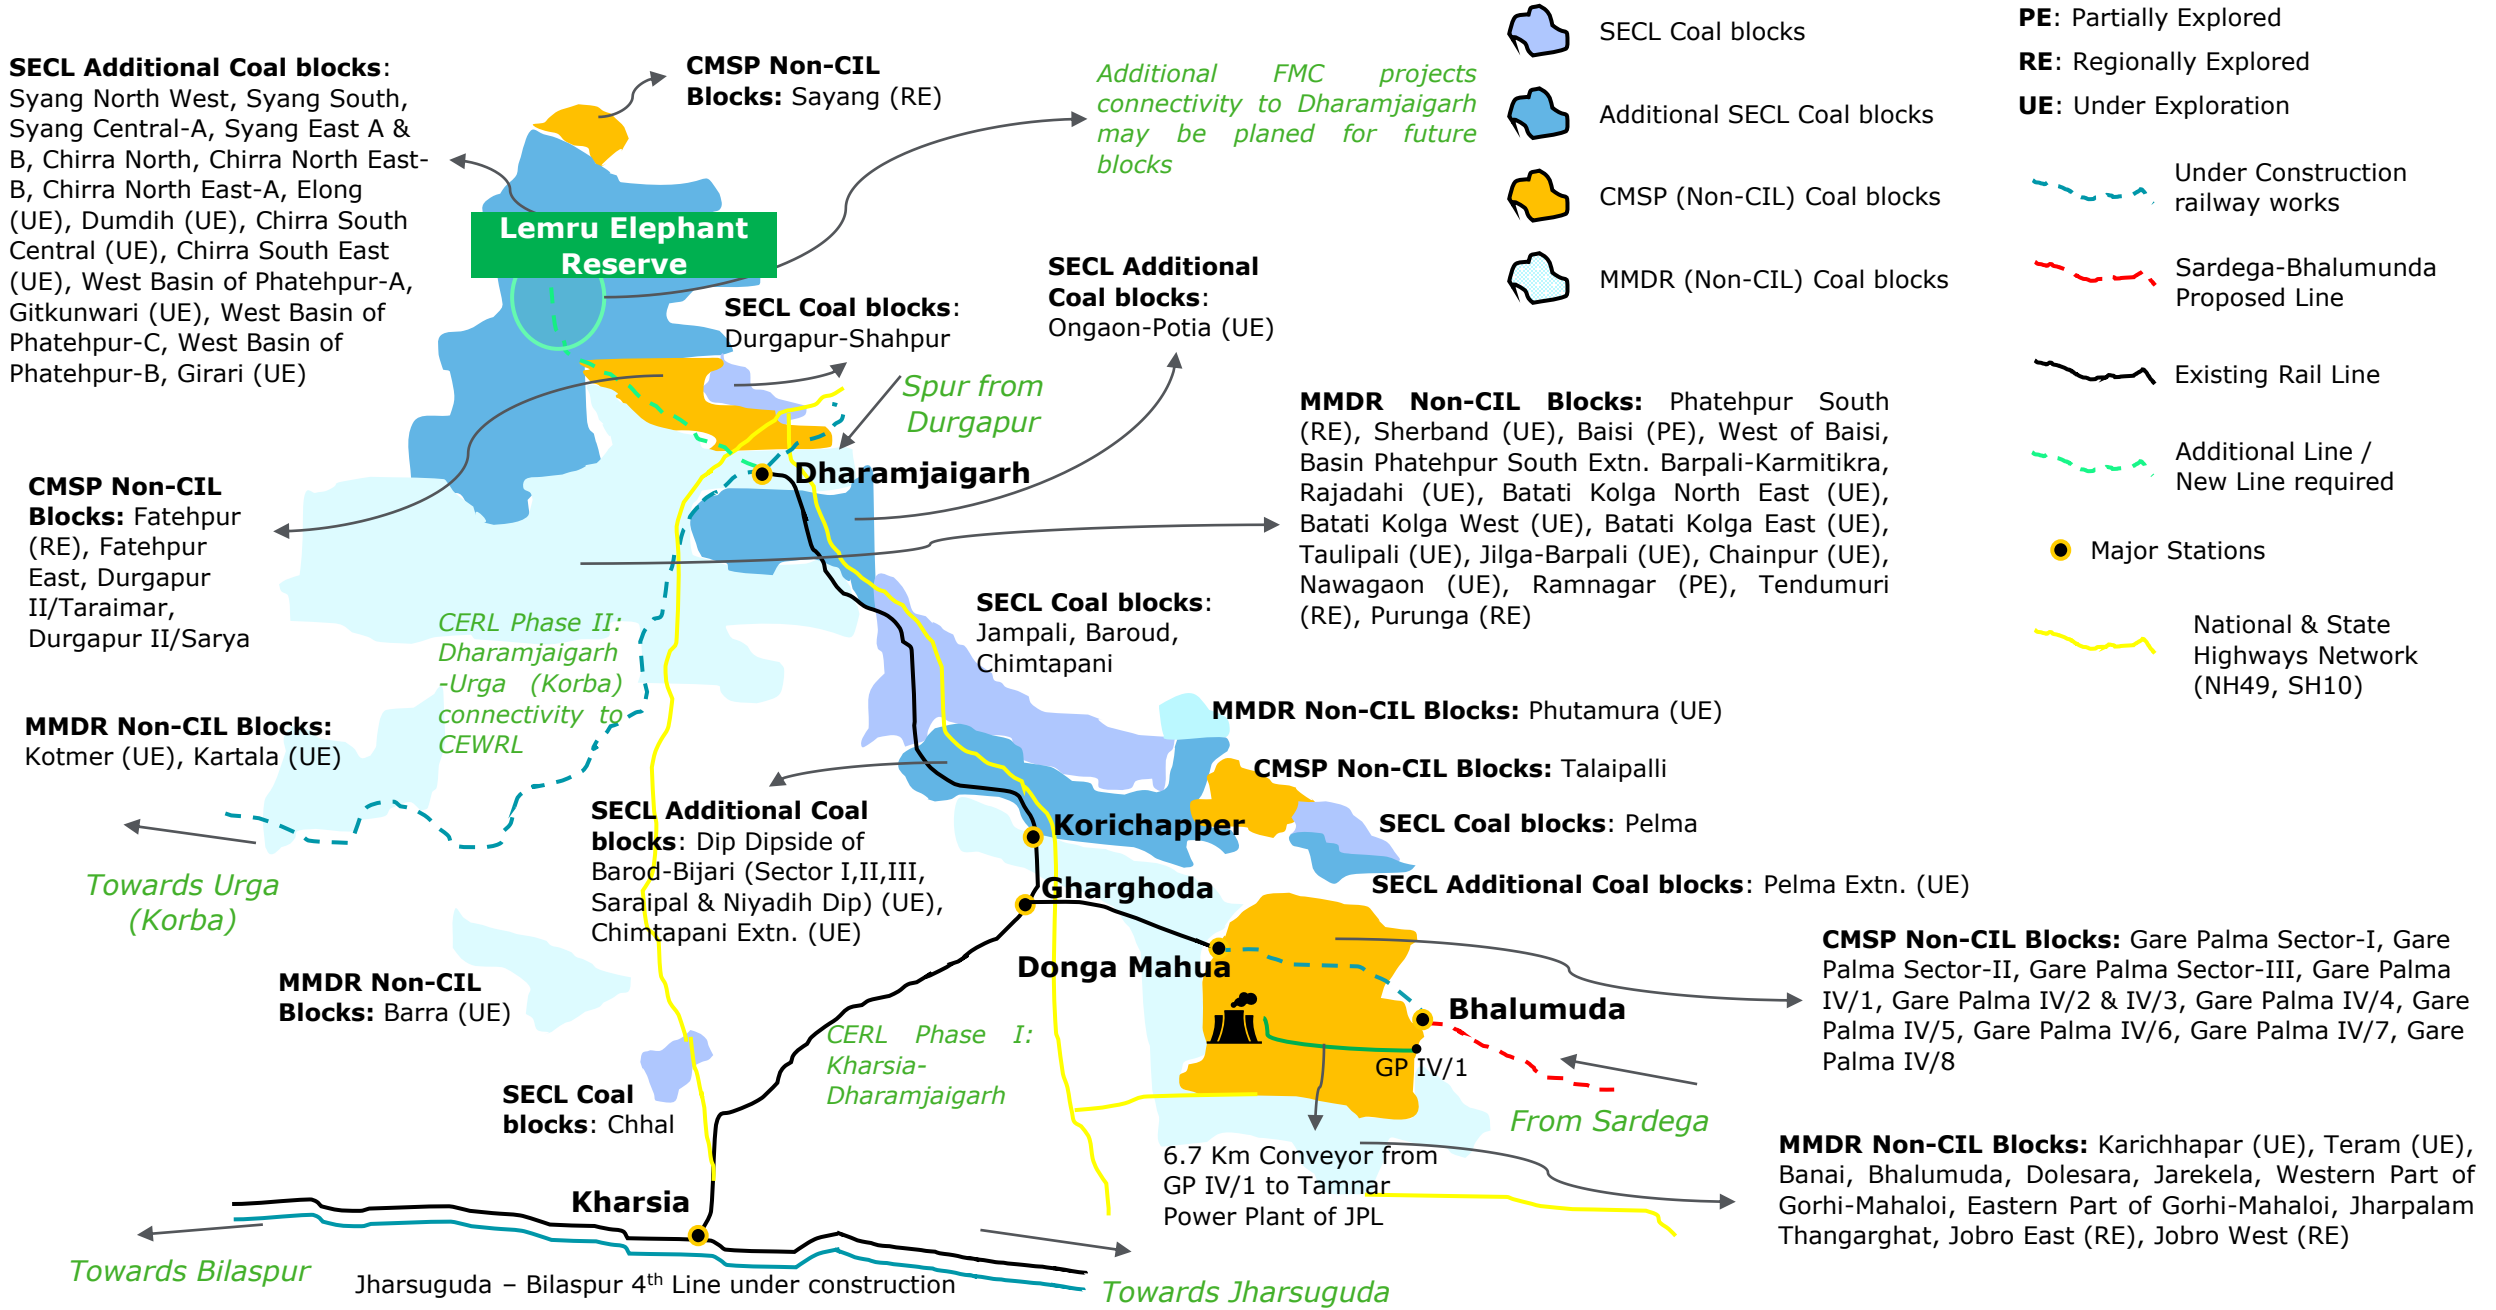 SECL Additional Coal blocks:
Syang North West, Syang South,
Syang Central-A, Syang East A &
B, Chirra North, Chirra North East-
B, Chirra North East-A, Elong
(UE), Dumdih (UE), Chirra South
Central (UE), Chirra South East
(UE), West Basin of Phatehpur-A,
Gitkunwari (UE), West Basin of
Phatehpur-C, West Basin of
Phatehpur-B, Girari (UE)
CMSP Non-CIL
Blocks: Sayang (RE)
Additional FMC projects
connectivity to Dharamjaigarh
may be planed for future
blocks
SECL Coal blocks
Additional SECL Coal blocks
CMSP (Non-CIL) Coal blocks
MMDR (Non-CIL) Coal blocks
PE: Partially Explored
RE: Regionally Explored
UE: Under Exploration
Under Construction
railway works
Sardega-Bhalumunda
Proposed Line
Existing Rail Line
Additional Line /
New Line required
Major Stations
National & State
Highways Network
(NH49, SH10)
Lemru Elephant
Reserve
SECL Coal blocks:
Durgapur-Shahpur
SECL Additional
Coal blocks:
Ongaon-Potia (UE)
Spur from
Durgapur
Dharamjaigarh
MMDR Non-CIL Blocks: Phatehpur South
(RE), Sherband (UE), Baisi (PE), West of Baisi,
Basin Phatehpur South Extn. Barpali-Karmitikra,
Rajadahi (UE), Batati Kolga North East (UE),
Batati Kolga West (UE), Batati Kolga East (UE),
Taulipali (UE), Jilga-Barpali (UE), Chainpur (UE),
Nawagaon (UE), Ramnagar (PE), Tendumuri
(RE), Purunga (RE)
CMSP Non-CIL
Blocks: Fatehpur
(RE), Fatehpur
East, Durgapur
II/Taraimar,
Durgapur II/Sarya
CERL Phase II:
Dharamjaigarh
-Urga (Korba)
connectivity to
CEWRL
SECL Coal blocks:
Jampali, Baroud,
Chimtapani
MMDR Non-CIL Blocks:
Kotmer (UE), Kartala (UE)
MMDR Non-CIL Blocks: Phutamura (UE)
CMSP Non-CIL Blocks: Talaipalli
SECL Coal blocks: Pelma
SECL Additional Coal blocks: Pelma Extn. (UE)
SECL Additional Coal
blocks: Dip Dipside of
Barod-Bijari (Sector I,II,III,
Saraipal & Niyadih Dip) (UE),
Chimtapani Extn. (UE)
Korichapper
Gharghoda
Donga Mahua
Towards Urga
(Korba)
MMDR Non-CIL
Blocks: Barra (UE)
CERL Phase I:
Kharsia-
Dharamjaigarh
Bhalumuda
GP IV/1
CMSP Non-CIL Blocks: Gare Palma Sector-I, Gare
Palma Sector-II, Gare Palma Sector-III, Gare Palma
IV/1, Gare Palma IV/2 & IV/3, Gare Palma IV/4, Gare
Palma IV/5, Gare Palma IV/6, Gare Palma IV/7, Gare
Palma IV/8
SECL Coal
blocks: Chhal
From Sardega
6.7 Km Conveyor from
GP IV/1 to Tamnar
Power Plant of JPL
MMDR Non-CIL Blocks: Karichhapar (UE), Teram (UE),
Banai, Bhalumuda, Dolesara, Jarekela, Western Part of
Gorhi-Mahaloi, Eastern Part of Gorhi-Mahaloi, Jharpalam
Thangarghat, Jobro East (RE), Jobro West (RE)
Kharsia
Towards Bilaspur
Jharsuguda – Bilaspur 4th Line under construction
Towards Jharsuguda